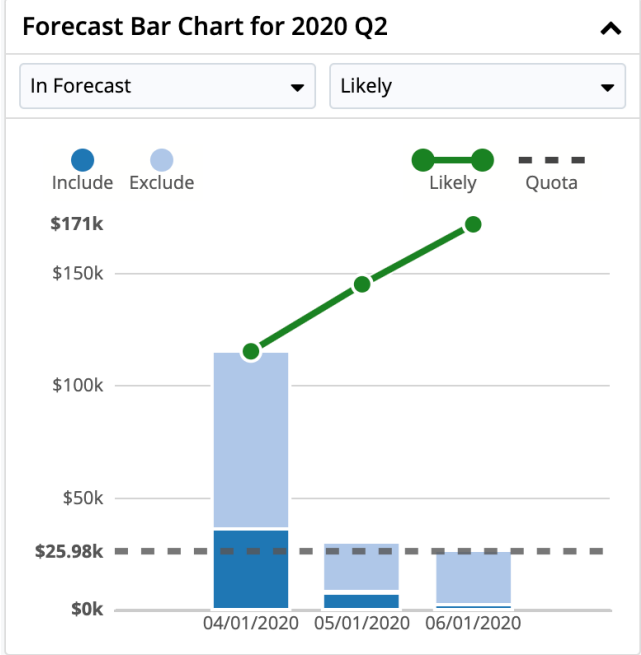 Forecast Bar Chart for 2020 Q2
In Forecast Likely
Include Exclude Likely Quota
$171k
$150k
$100k
$50k
$25.98k
$0k
04/01/2020 05/01/2020 06/01/2020